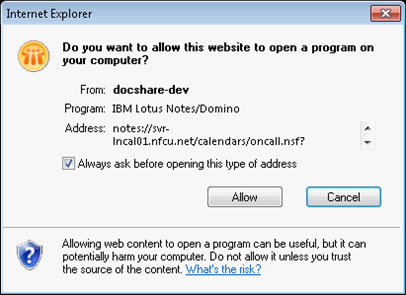 Internet Explorer
Do you want to allow this website to open a program on
your computer?
From: docshare-dev
Program: IBM Lotus Notes/Domino
Address: notes://svr-
lncal01.nfcu.net/calendars/oncall.nsf?
Always ask before opening this type of address
Allow Cancel
Allowing web content to open a program can be useful, but it can
potentially harm your computer. Do not allow it unless you trust
the source of the content. What's the risk?